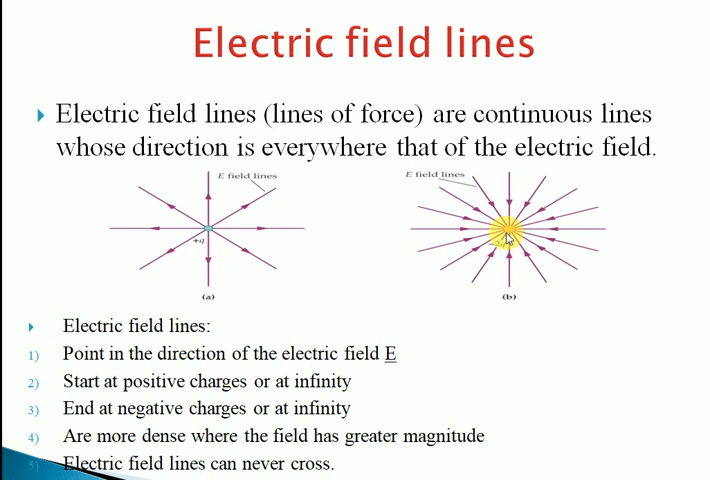 Electric field lines
Electric field lines (lines of force) are continuous lines
whose direction is everywhere that of the electric field.
E field lines
E field lines
+q
(a)
(b)
Electric field lines:
1) Point in the direction of the electric field E
2) Start at positive charges or at infinity
3) End at negative charges or at infinity
4) Are more dense where the field has greater magnitude
5) Electric field lines can never cross.